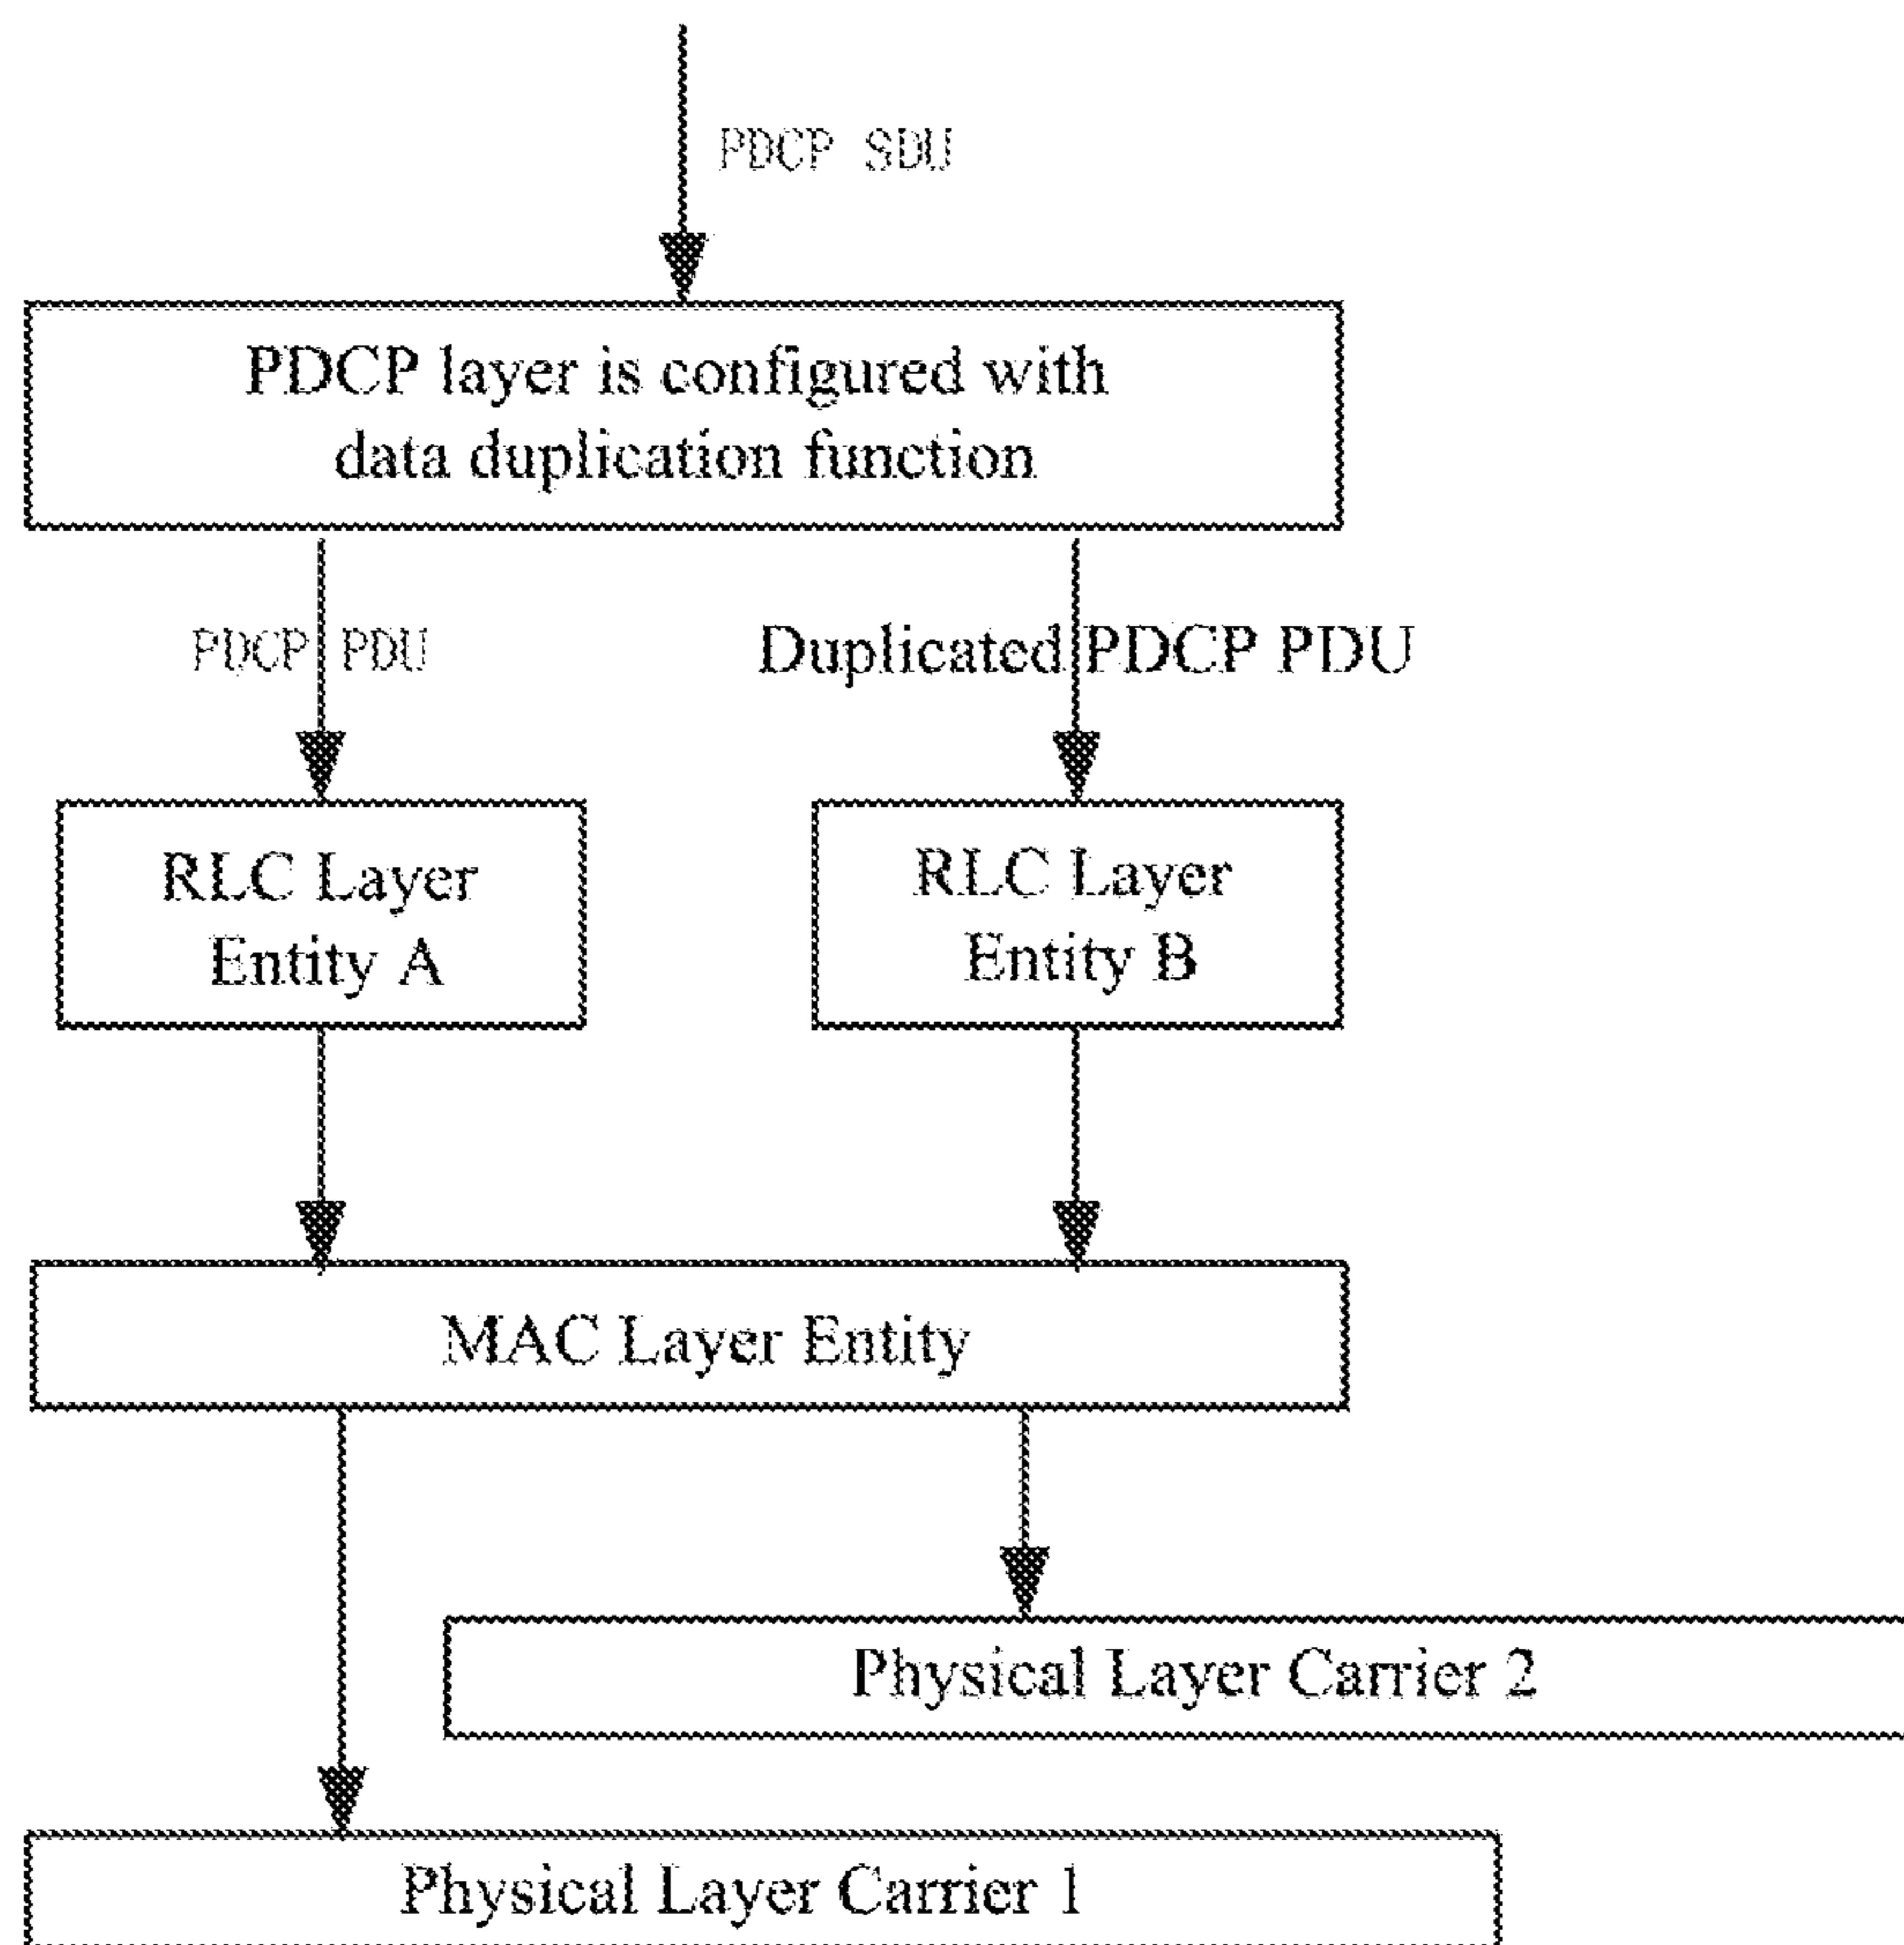 PDCP SDU
PDCP layer is configured with
data duplication function
PDCP PDU
Duplicated PDCP PDU
RLC Layer
Entity A
RLC Layer
Entity B
MAC Layer Entity
Physical Layer Carrier 2
Physical Layer Carrier 1